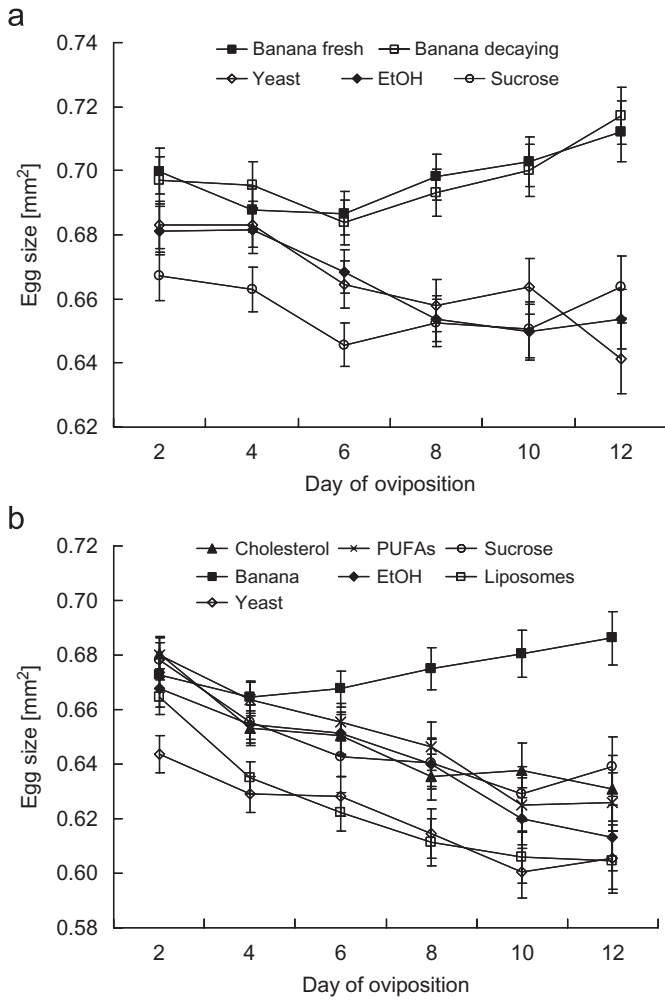 a
0.74
Banana fresh Banana decaying
Yeast EtOH Sucrose
0.72
0.70
0.68
0.66
0.64
0.62
Egg size [mm²]
2 4 6 8 10 12
Day of oviposition
b
0.72
Cholesterol PUFAs Sucrose
Banana EtOH Liposomes
Yeast
0.70
0.68
0.66
0.64
0.62
0.60
0.58
Egg size [mm²]
2 4 6 8 10 12
Day of oviposition